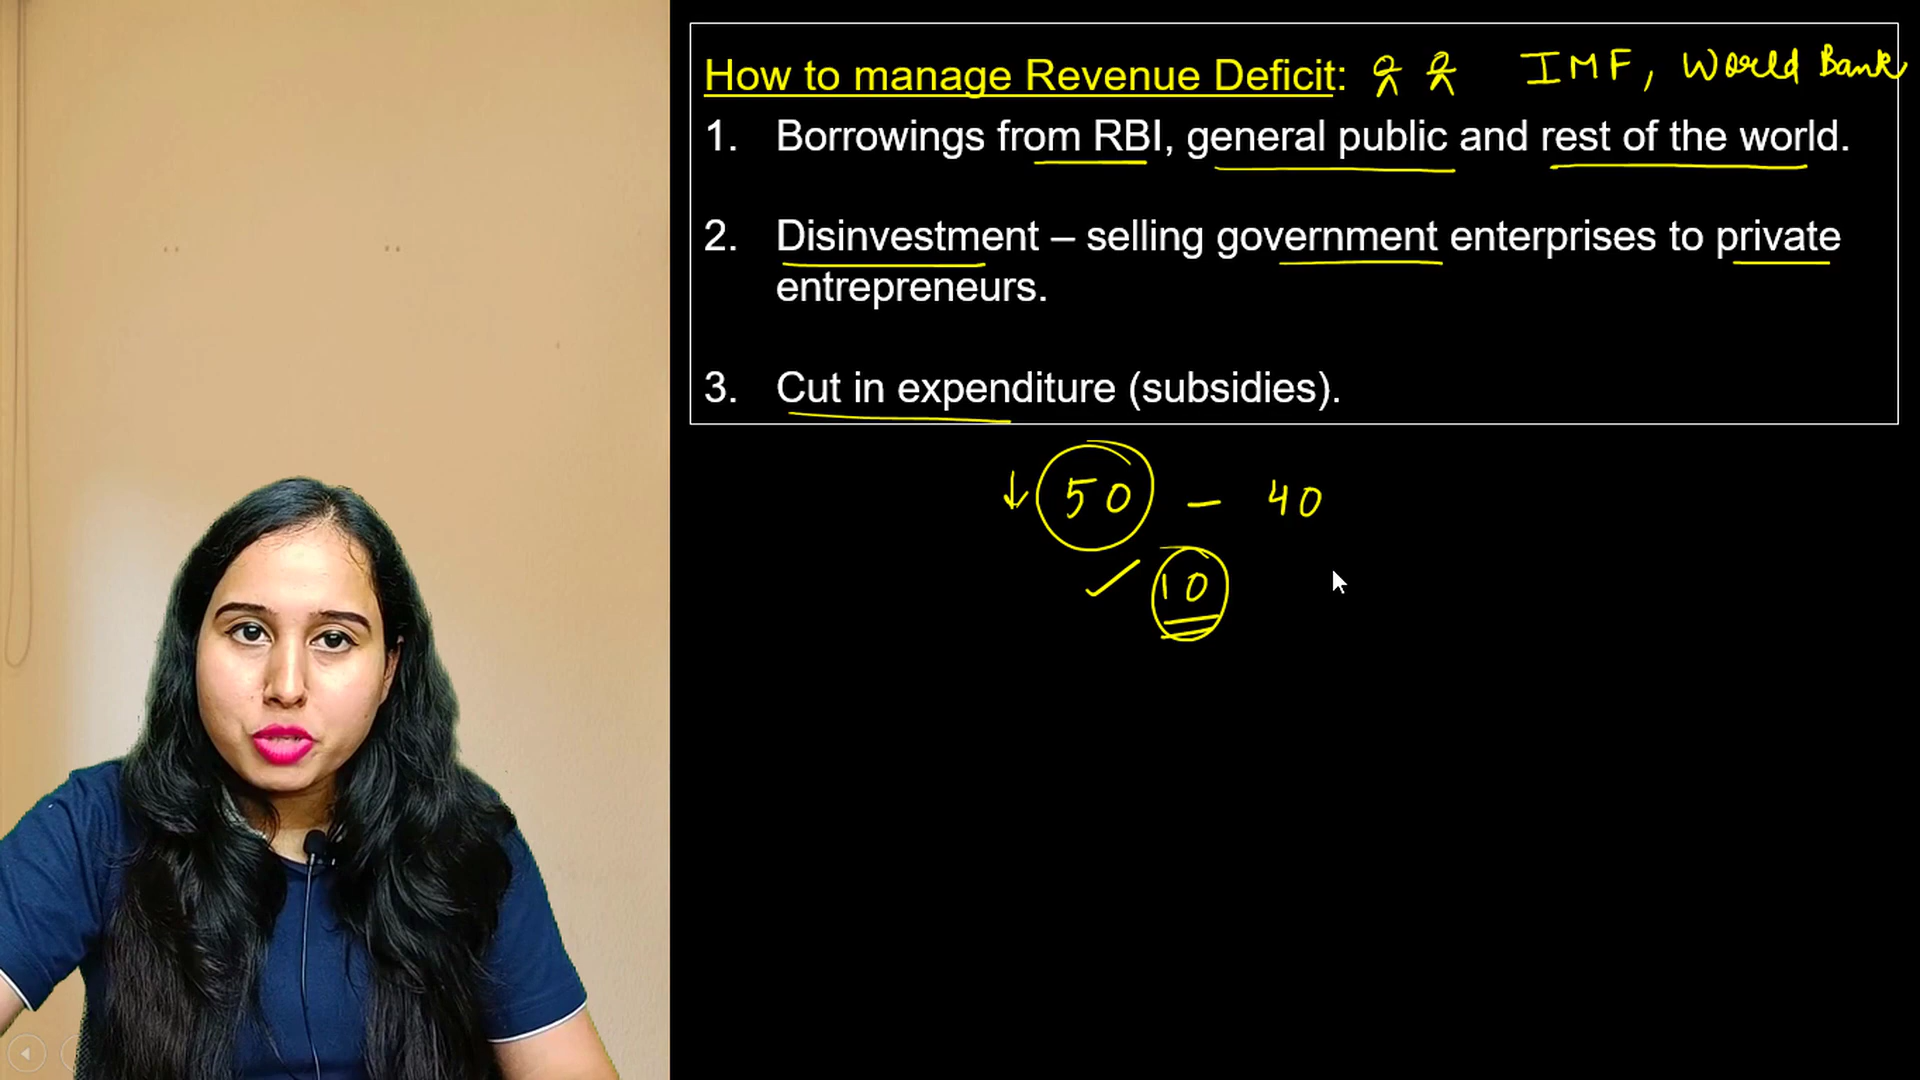 How to manage Revenue Deficit: IMF, World Bank
1. Borrowings from RBI, general public and rest of the world.
2. Disinvestment – selling government enterprises to private
entrepreneurs.
3. Cut in expenditure (subsidies).
↓ 50 – 40
✓ 10